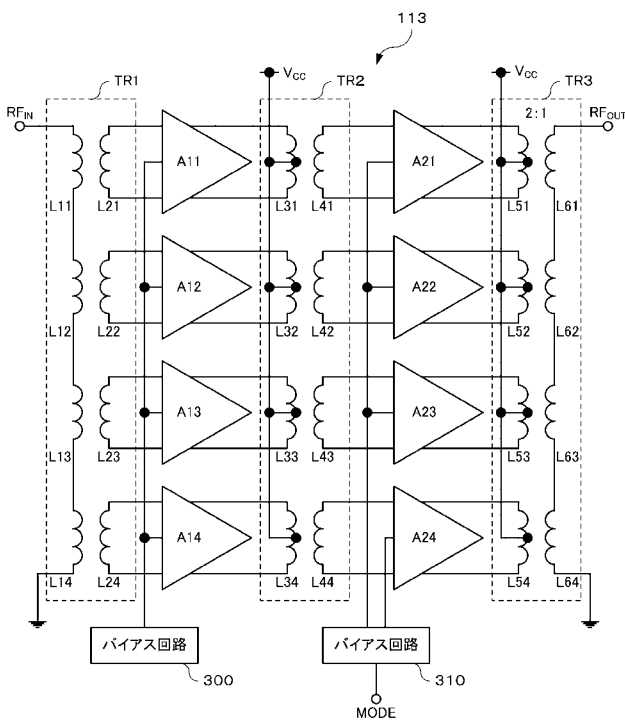 113
TR1
VCC
TR2
VCC
TR3
RFIN
2:1
RFOUT
A11
A21
L11
L21
L31
L41
L51
L61
A12
A22
L12
L22
L32
L42
L52
L62
A13
A23
L13
L23
L33
L43
L53
L63
A14
A24
L14
L24
L34
L44
L54
L64
バイアス回路
バイアス回路
300
310
MODE